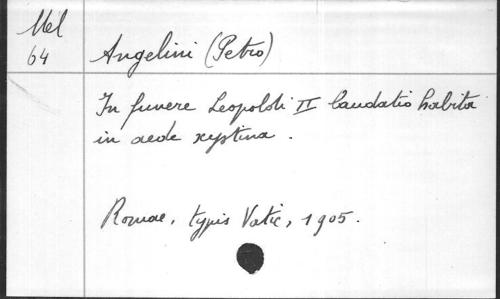 Mel
64
Angelini (Petro)
In funere Leopoldi II laudatio habita
in aede xystina.
Romae, typis Vatic, 1905.